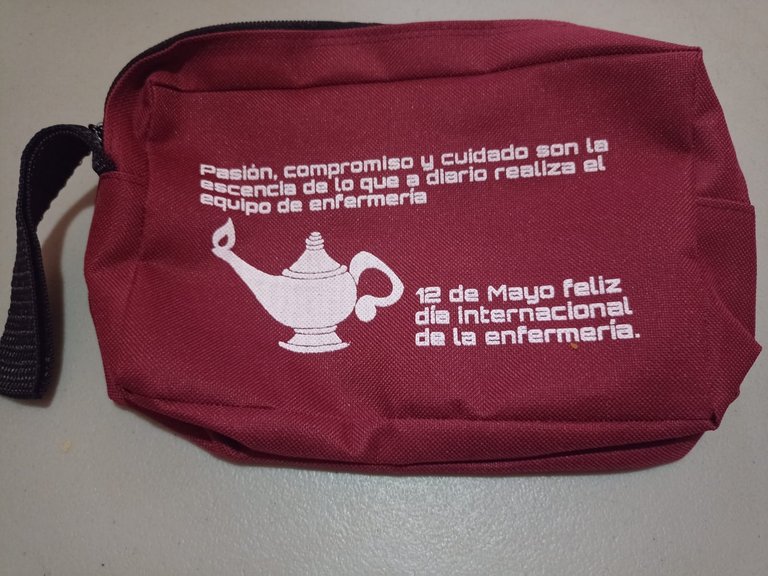 Pasión, compromiso y cuidado son la
escencia de lo que a diario realiza el
equipo de enfermería
12 de Mayo feliz
día internacional
de la enfermería.